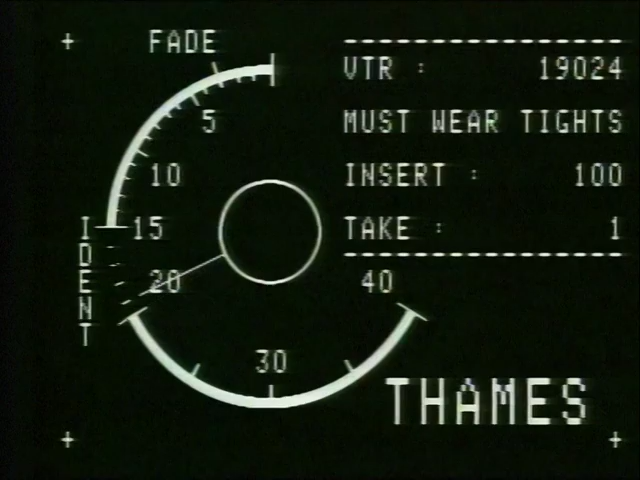 FADE
VTR : 19024
5
MUST WEAR TIGHTS
10
INSERT : 100
15
TAKE : 1
IDENT
20
40
30
THAMES